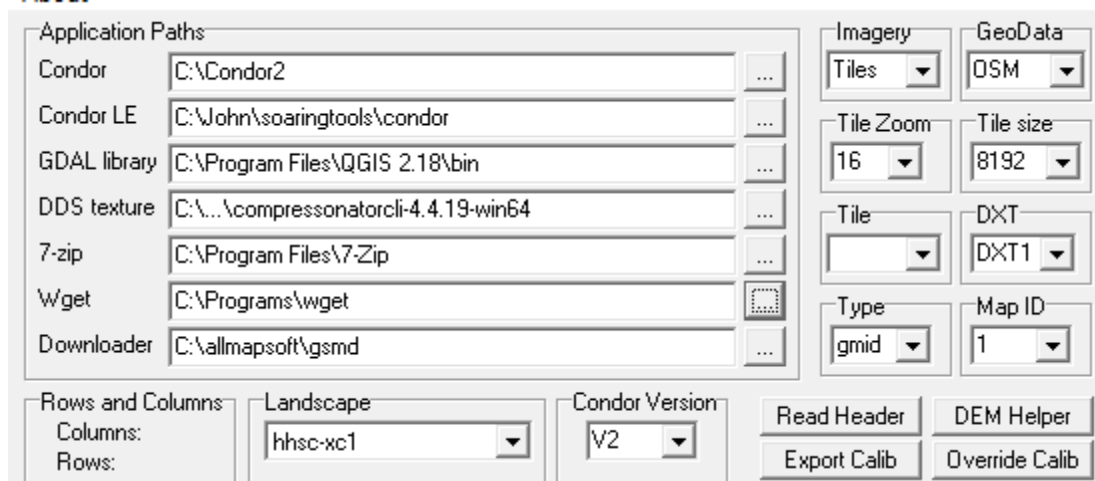 Application Paths
Condor C:\Condor2 ...
Condor LE C:\John\soaringtools\condor ...
GDAL library C:\Program Files\QGIS 2.18\bin ...
DDS texture C:\...\compressonatorcli-4.4.19-win64 ...
7-zip C:\Program Files\7-Zip ...
Wget C:\Programs\wget ...
Downloader C:\allmapsoft\gsmd ...
Imagery GeoData
Tiles OSM
Tile Zoom Tile size
16 8192
Tile DXT
DXT1
Type Map ID
gmid 1
Rows and Columns
Columns:
Rows:
Landscape
hhsc-xc1
Condor Version
V2
Read Header DEM Helper
Export Calib Override Calib